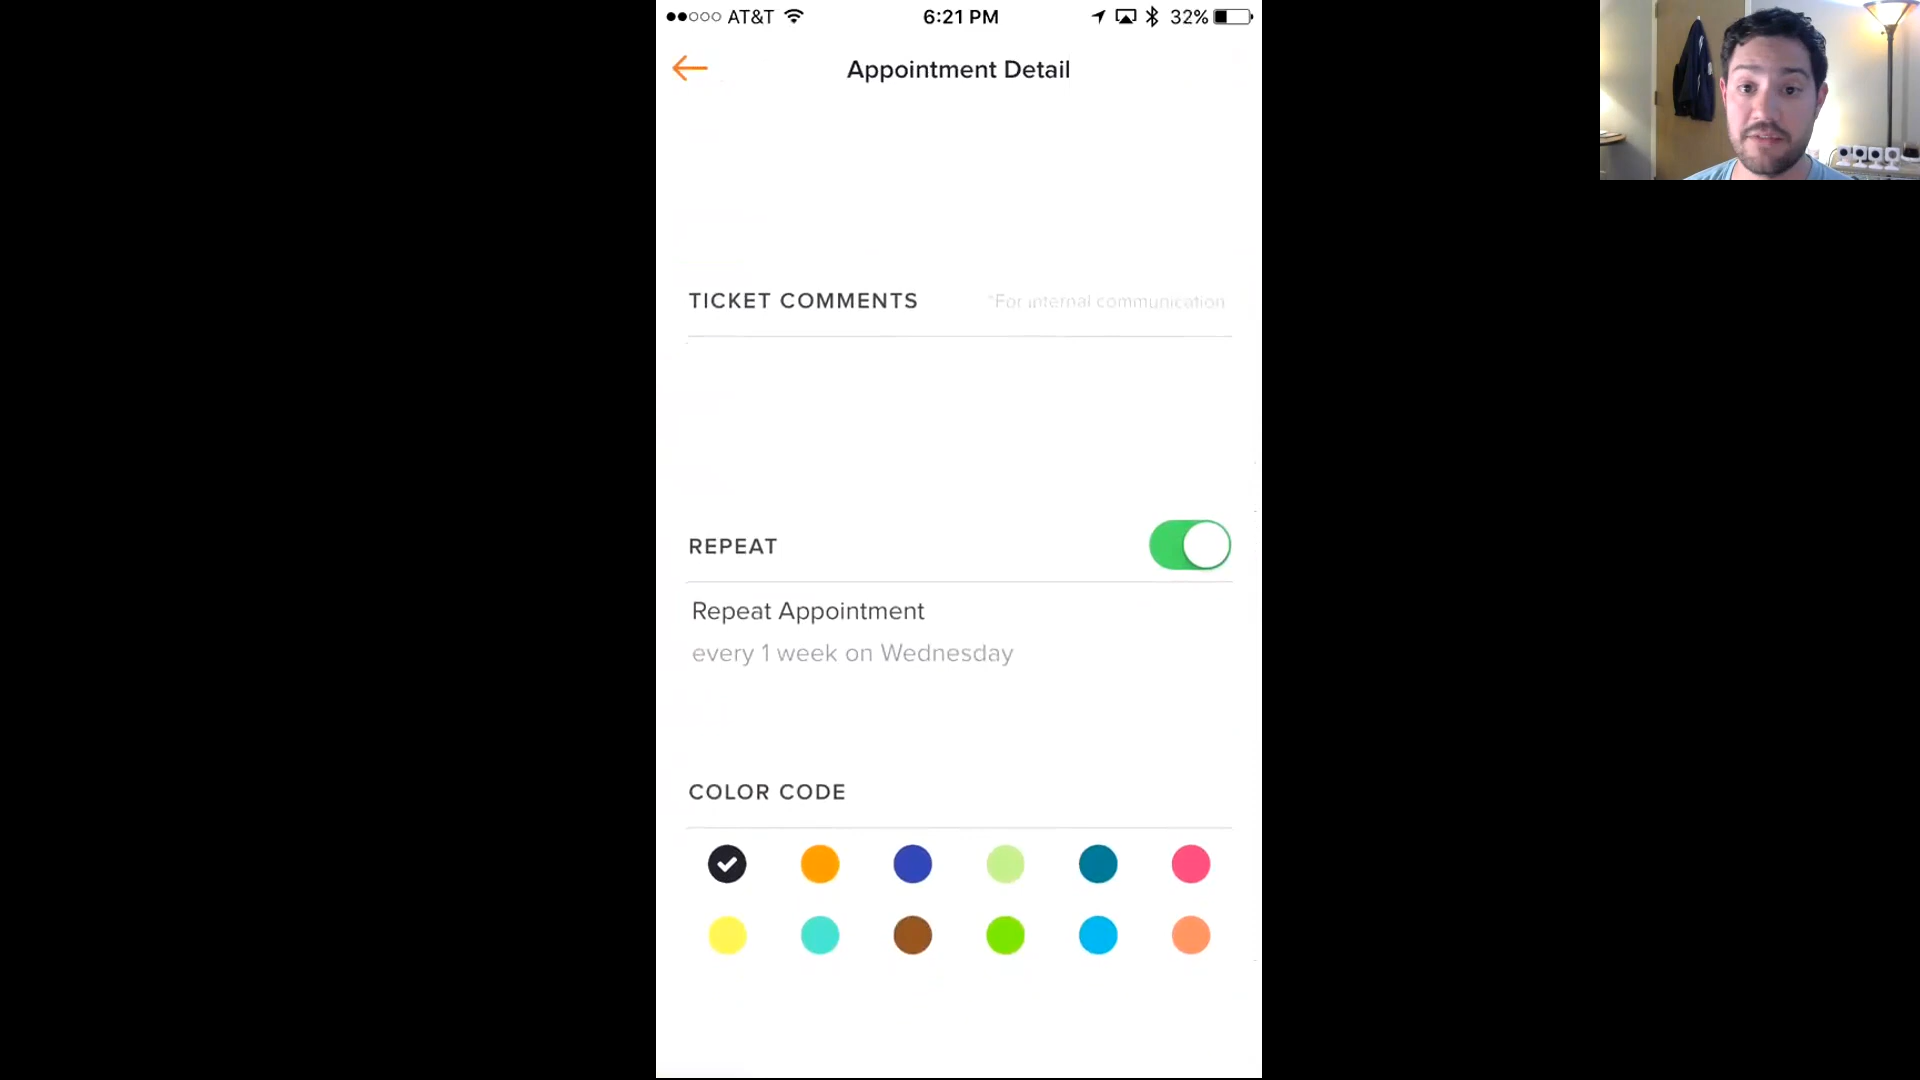 AT&T 6:21 PM 32%
Appointment Detail
TICKET COMMENTS *For internal communication
REPEAT
Repeat Appointment
every 1 week on Wednesday
COLOR CODE